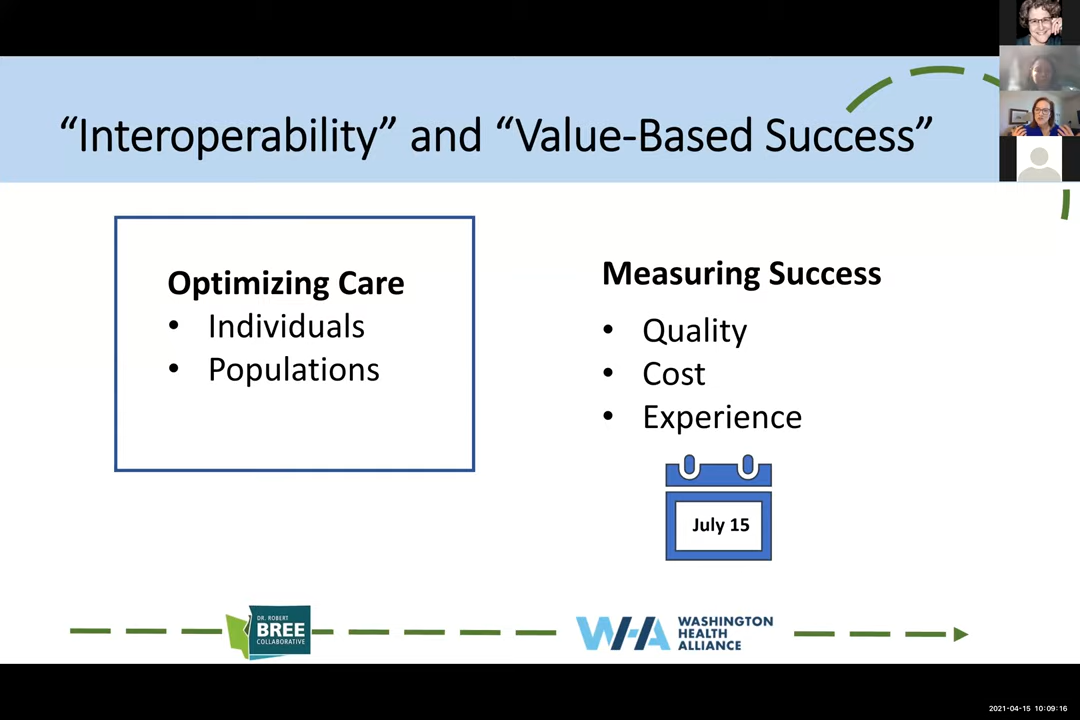 “Interoperability” and “Value-Based Success”
Optimizing Care
• Individuals
• Populations
Measuring Success
• Quality
• Cost
• Experience
July 15
DR. ROBERT
BREE
COLLABORATIVE
WHA
WASHINGTON
HEALTH
ALLIANCE
2021-04-15 10:09:16